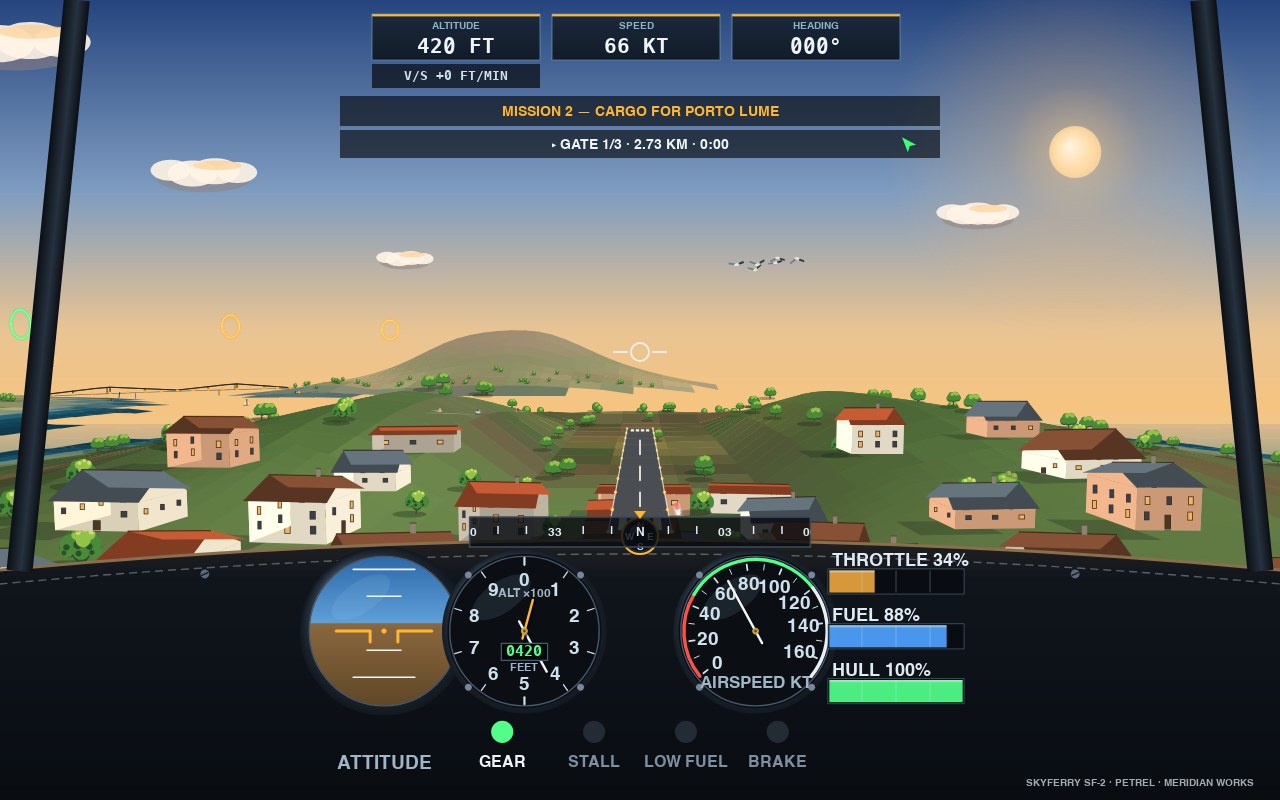 ALTITUDE
420 FT
V/S +0 FT/MIN
SPEED
66 KT
HEADING
000°
MISSION 2 — CARGO FOR PORTO LUME
▸ GATE 1/3 · 2.73 KM · 0:00
0 33 N 03 0
W E
S
0 1 2 3 4 5 6 7 8 9
ALT ×100
0420
FEET
0 20 40 60 80 100 120 140 160
AIRSPEED KT
THROTTLE 34%
FUEL 88%
HULL 100%
ATTITUDE
GEAR
STALL
LOW FUEL
BRAKE
SKYFERRY SF-2 · PETREL · MERIDIAN WORKS